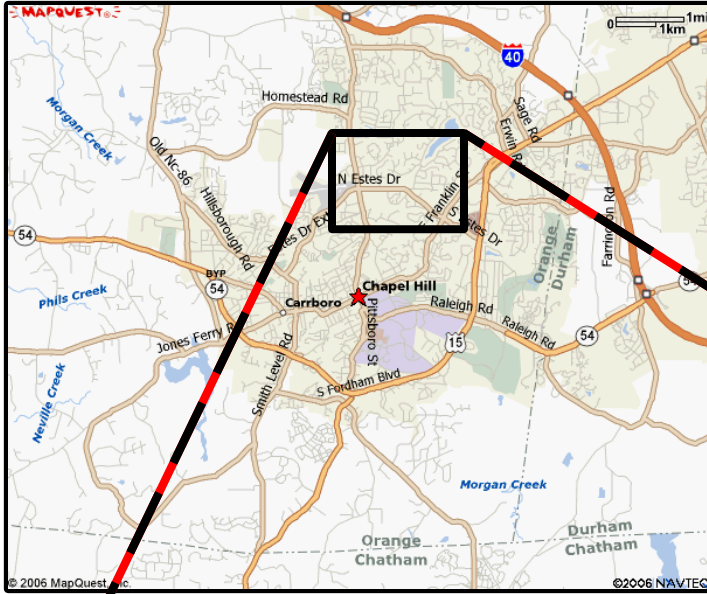 MAPQUEST®
40
0
1mi
1km
Homestead Rd
Sage Rd
Morgan Creek
Erwin Rd
Old Nc-86
N Estes Dr
Hillsborough Rd
E Franklin St
Farrington Rd
S Estes Dr
Estes Dr Ext
54
Orange
Durham
BYP
54
Chapel Hill
54
Phils Creek
Carrboro
Pittsboro St
Raleigh Rd
Raleigh Rd
54
Jones Ferry R
15
Smith Level Rd
S Fordham Blvd
Neville Creek
Morgan Creek
Orange
Chatham
Durham
Chatham
© 2006 MapQuest, Inc.
©2006 NAVTEQ